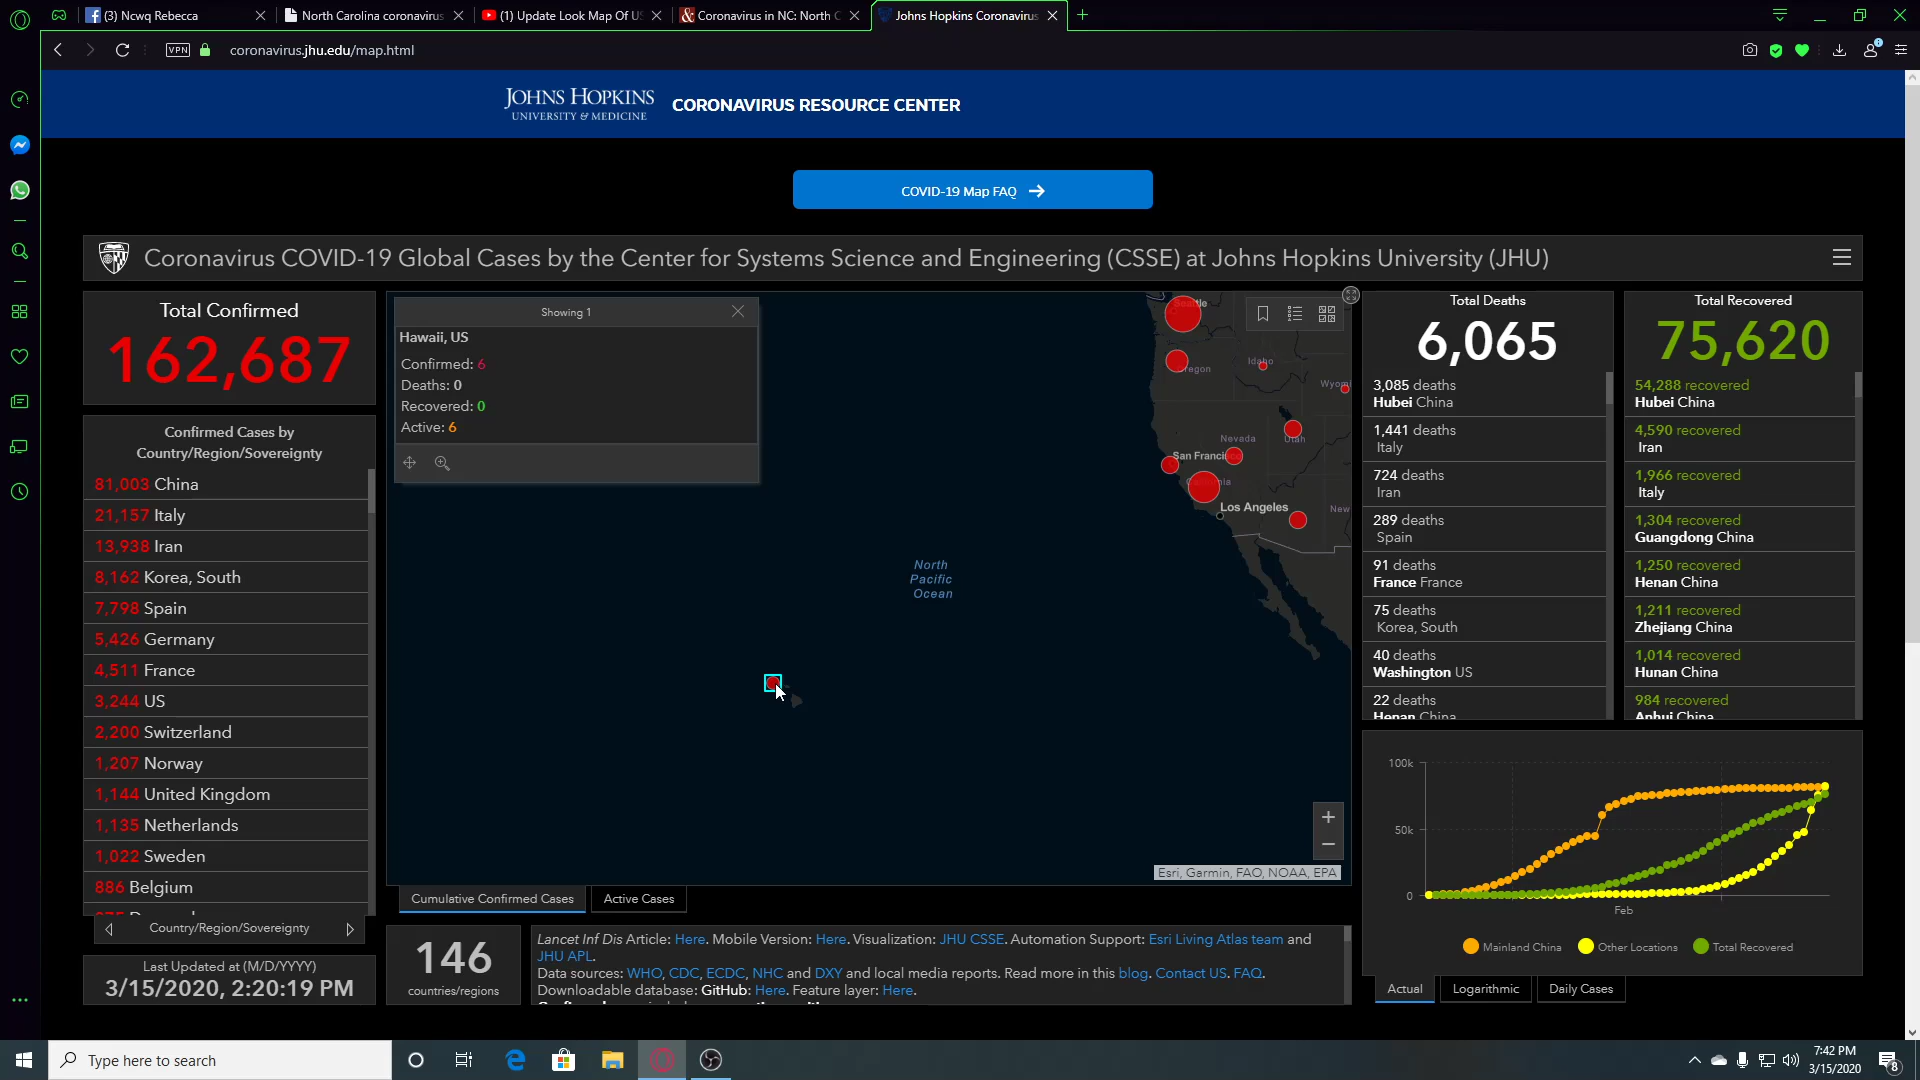 (3) Ncwq Rebecca
North Carolina coronavirus
(1) Update Look Map Of US
Coronavirus in NC: North C
Johns Hopkins Coronavirus
VPN
coronavirus.jhu.edu/map.html
JOHNS HOPKINS
UNIVERSITY & MEDICINE
CORONAVIRUS RESOURCE CENTER
COVID-19 Map FAQ
Coronavirus COVID-19 Global Cases by the Center for Systems Science and Engineering (CSSE) at Johns Hopkins University (JHU)
Total Confirmed
162,687
Confirmed Cases by
Country/Region/Sovereignty
81,003 China
21,157 Italy
13,938 Iran
8,162 Korea, South
7,798 Spain
5,426 Germany
4,511 France
3,244 US
2,200 Switzerland
1,207 Norway
1,144 United Kingdom
1,135 Netherlands
1,022 Sweden
886 Belgium
Country/Region/Sovereignty
Last Updated at (M/D/YYYY)
3/15/2020, 2:20:19 PM
Showing 1
Hawaii, US
Confirmed: 6
Deaths: 0
Recovered: 0
Active: 6
Seattle
Oregon
Idaho
Wyom
Nevada
Utah
San Francisco
California
Los Angeles
New
North
Pacific
Ocean
+
−
Esri, Garmin, FAO, NOAA, EPA
Cumulative Confirmed Cases
Active Cases
146
countries/regions
Lancet Inf Dis Article: Here. Mobile Version: Here. Visualization: JHU CSSE. Automation Support: Esri Living Atlas team and
JHU APL.
Data sources: WHO, CDC, ECDC, NHC and DXY and local media reports. Read more in this blog. Contact US. FAQ.
Downloadable database: GitHub: Here. Feature layer: Here.
Total Deaths
6,065
3,085 deaths
Hubei China
1,441 deaths
Italy
724 deaths
Iran
289 deaths
Spain
91 deaths
France France
75 deaths
Korea, South
40 deaths
Washington US
22 deaths
Henan China
Total Recovered
75,620
54,288 recovered
Hubei China
4,590 recovered
Iran
1,966 recovered
Italy
1,304 recovered
Guangdong China
1,250 recovered
Henan China
1,211 recovered
Zhejiang China
1,014 recovered
Hunan China
984 recovered
Anhui China
100k
50k
0
Feb
Mainland China
Other Locations
Total Recovered
Actual
Logarithmic
Daily Cases
Type here to search
7:42 PM
3/15/2020
8